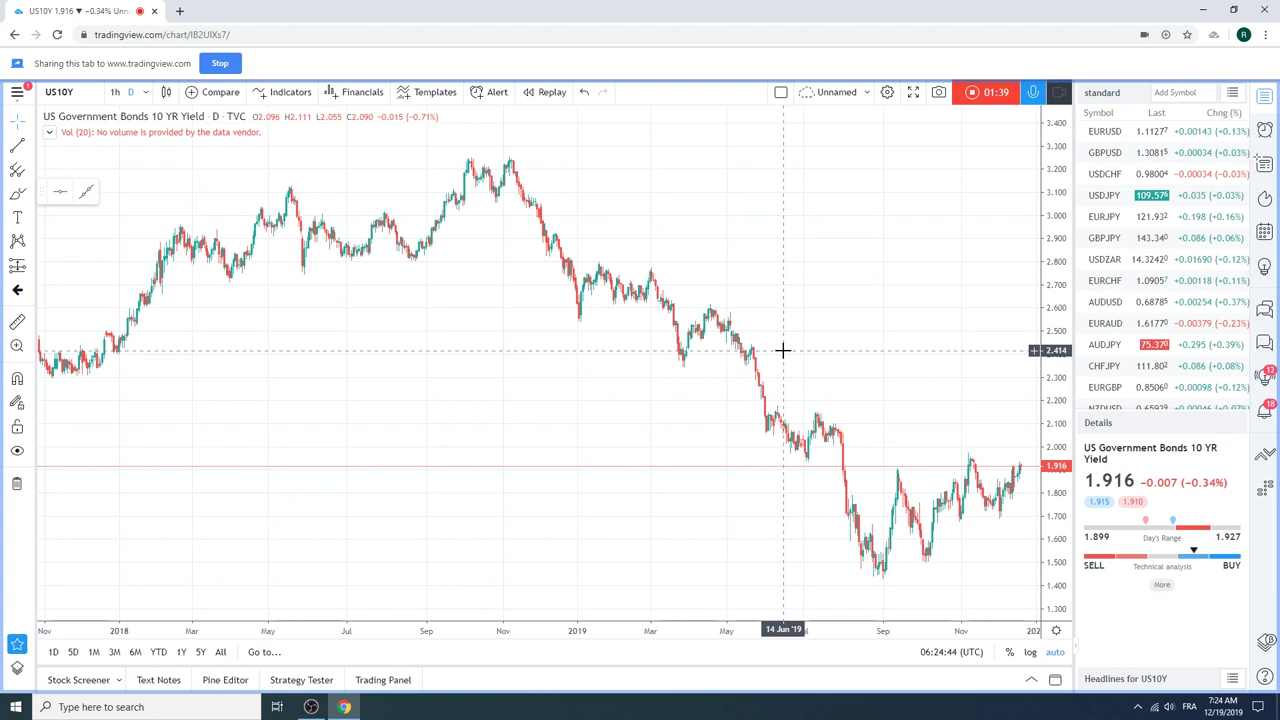 US10Y 1.916 ▼ −0.34% Unn
tradingview.com/chart/IB2UIXs7/
R
Sharing this tab to www.tradingview.com
Stop
1
US10Y
1h
D
Compare
Indicators
Financials
Templates
Alert
Replay
Unnamed
01:39
US Government Bonds 10 YR Yield · D · TVC O2.096 H2.111 L2.055 C2.090 −0.015 (−0.71%)
Vol (20): No volume is provided by the data vendor.
3.400
3.300
3.200
3.100
3.000
2.900
2.800
2.700
2.600
2.500
2.414
2.300
2.200
2.100
2.000
1.916
1.800
1.700
1.600
1.500
1.400
1.300
Nov
2018
Mar
May
Jul
Sep
Nov
2019
Mar
May
14 Jun '19
Sep
Nov
202
1D 5D 1M 3M 6M YTD 1Y 5Y All
Go to...
06:24:44 (UTC)
% log auto
Stock Screener
Text Notes
Pine Editor
Strategy Tester
Trading Panel
standard
Add Symbol
Symbol Last Chg (%)
EURUSD 1.11277 +0.00143 (+0.13%)
GBPUSD 1.30815 +0.00034 (+0.03%)
USDCHF 0.98004 −0.00034 (−0.03%)
USDJPY 109.576 +0.035 (+0.03%)
EURJPY 121.932 +0.198 (+0.16%)
GBPJPY 143.340 +0.086 (+0.06%)
USDZAR 14.32420 +0.01690 (+0.12%)
EURCHF 1.09057 +0.00118 (+0.11%)
AUDUSD 0.68785 +0.00254 (+0.37%)
EURAUD 1.61770 −0.00379 (−0.23%)
AUDJPY 75.370 +0.295 (+0.39%)
CHFJPY 111.802 +0.086 (+0.08%)
EURGBP 0.85060 +0.00098 (+0.12%)
12
18
Details
US Government Bonds 10 YR
Yield
1.916 −0.007 (−0.34%)
1.915 1.910
1.899 Day's Range 1.927
SELL Technical analysis BUY
More
Headlines for US10Y
Type here to search
FRA
7:24 AM
12/19/2019